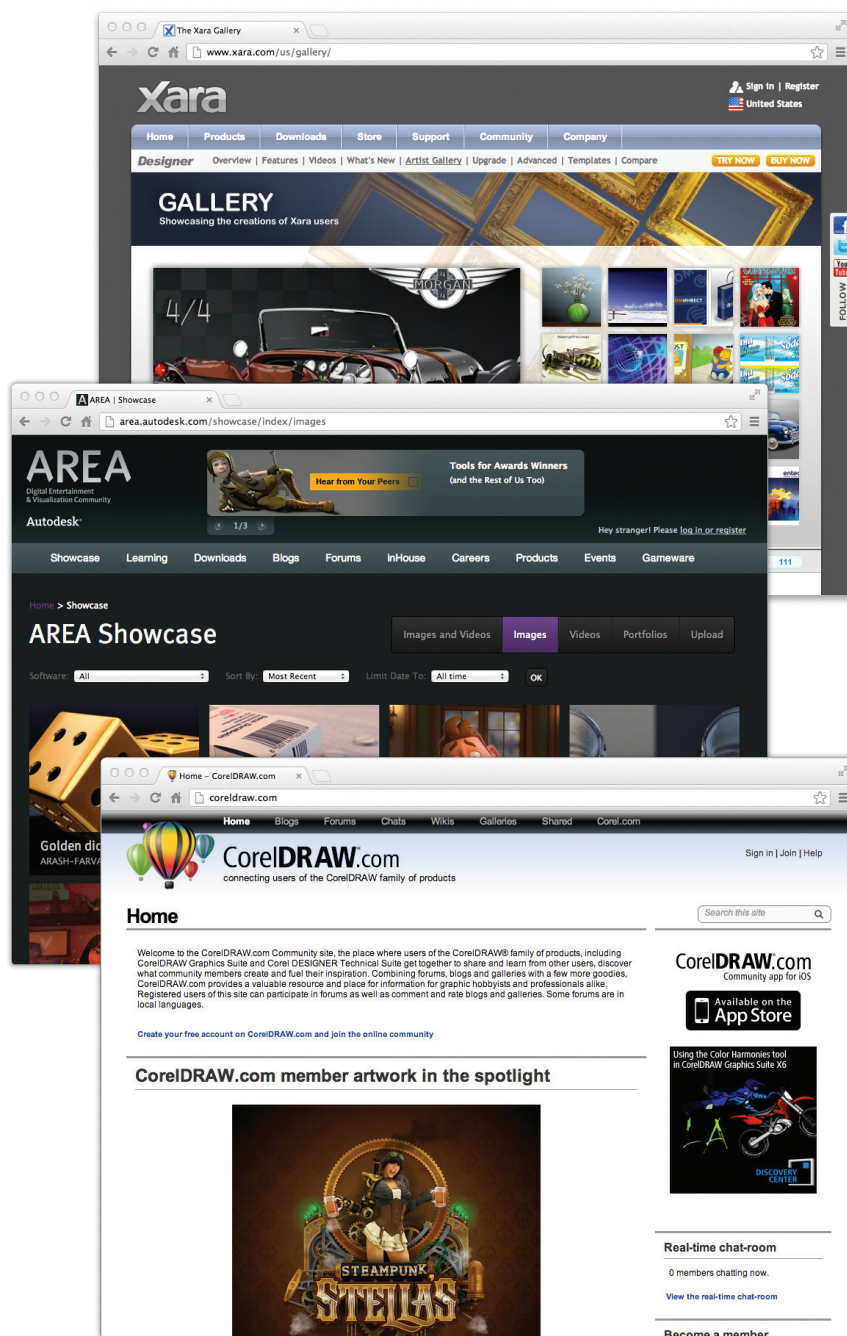 The Xara Gallery
www.xara.com/us/gallery/
xara
Sign in | Register
United States
Home Products Downloads Store Support Community Company
Designer Overview | Features | Videos | What's New | Artist Gallery | Upgrade | Advanced | Templates | Compare TRY NOW BUY NOW
GALLERY
Showcasing the creations of Xara users
MORGAN
4/4
FOLLOW
111
AREA | Showcase
area.autodesk.com/showcase/index/images
AREA
Digital Entertainment
& Visualization Community
Autodesk
Hear from Your Peers
Tools for Awards Winners
(and the Rest of Us Too)
1/3
Hey stranger! Please log in or register
Showcase Learning Downloads Blogs Forums InHouse Careers Products Events Gameware
Home > Showcase
AREA Showcase
Images and Videos Images Videos Portfolios Upload
Software: All Sort By: Most Recent Limit Date To: All time OK
Golden dic
ARASH-FARVA
Home - CorelDRAW.com
coreldraw.com
Home Blogs Forums Chats Wikis Galleries Shared Corel.com
CorelDRAW.com
connecting users of the CorelDRAW family of products
Sign in | Join | Help
Home
Search this site
Welcome to the CorelDRAW.com Community site, the place where users of the CorelDRAW® family of products, including
CorelDRAW Graphics Suite and Corel DESIGNER Technical Suite get together to share and learn from other users, discover
what community members create and fuel their inspiration. Combining forums, blogs and galleries with a few more goodies,
CorelDRAW.com provides a valuable resource and place for information for graphic hobbyists and professionals alike.
Registered users of this site can participate in forums as well as comment and rate blogs and galleries. Some forums are in
local languages.
Create your free account on CorelDRAW.com and join the online community
CorelDRAW.com
Community app for iOS
Available on the
App Store
Using the Color Harmonies tool
in CorelDRAW Graphics Suite X6
DISCOVERY
CENTER
CorelDRAW.com member artwork in the spotlight
STEAMPUNK
STELLAS
Real-time chat-room
0 members chatting now.
View the real-time chat-room
Become a member